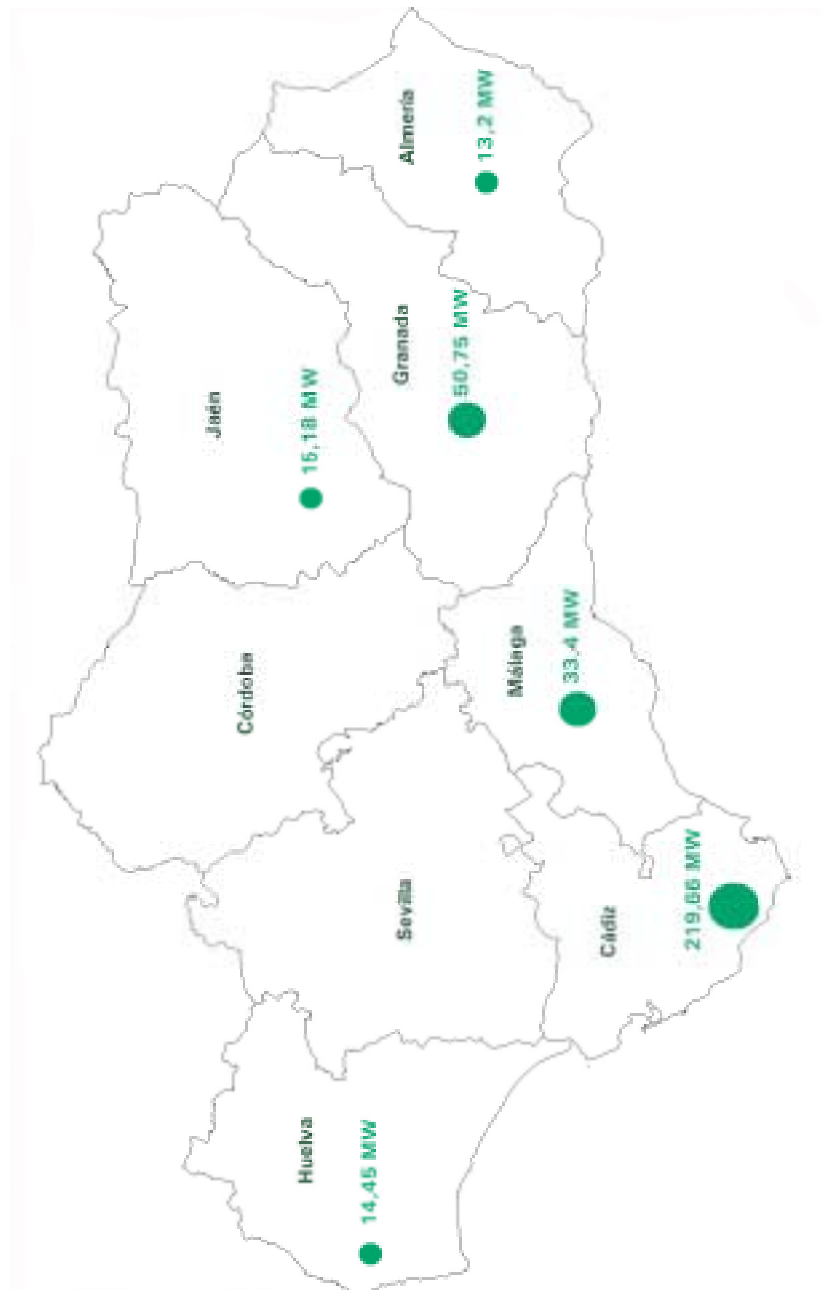 Huelva
14,45 MW
Sevilla
Cádiz
219,66 MW
Córdoba
Málaga
33.4 MW
Jaén
15,18 MW
Granada
50,75 MW
Almería
13,2 MW